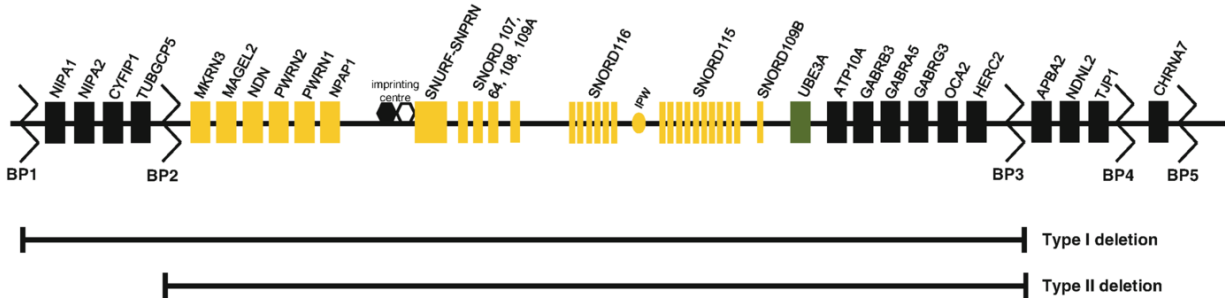 NIPA1
NIPA2
CYFIP1
TUBGCP5
MKRN3
MAGEL2
NDN
PWRN2
PWRN1
NPAP1
imprinting
centre
SNURF-SNPRN
SNORD 107,
64, 108, 109A
SNORD116
IPW
SNORD115
SNORD109B
UBE3A
ATP10A
GABRB3
GABRA5
GABRG3
OCA2
HERC2
APBA2
NDNL2
TJP1
CHRNA7
BP1
BP2
BP3
BP4
BP5
Type I deletion
Type II deletion